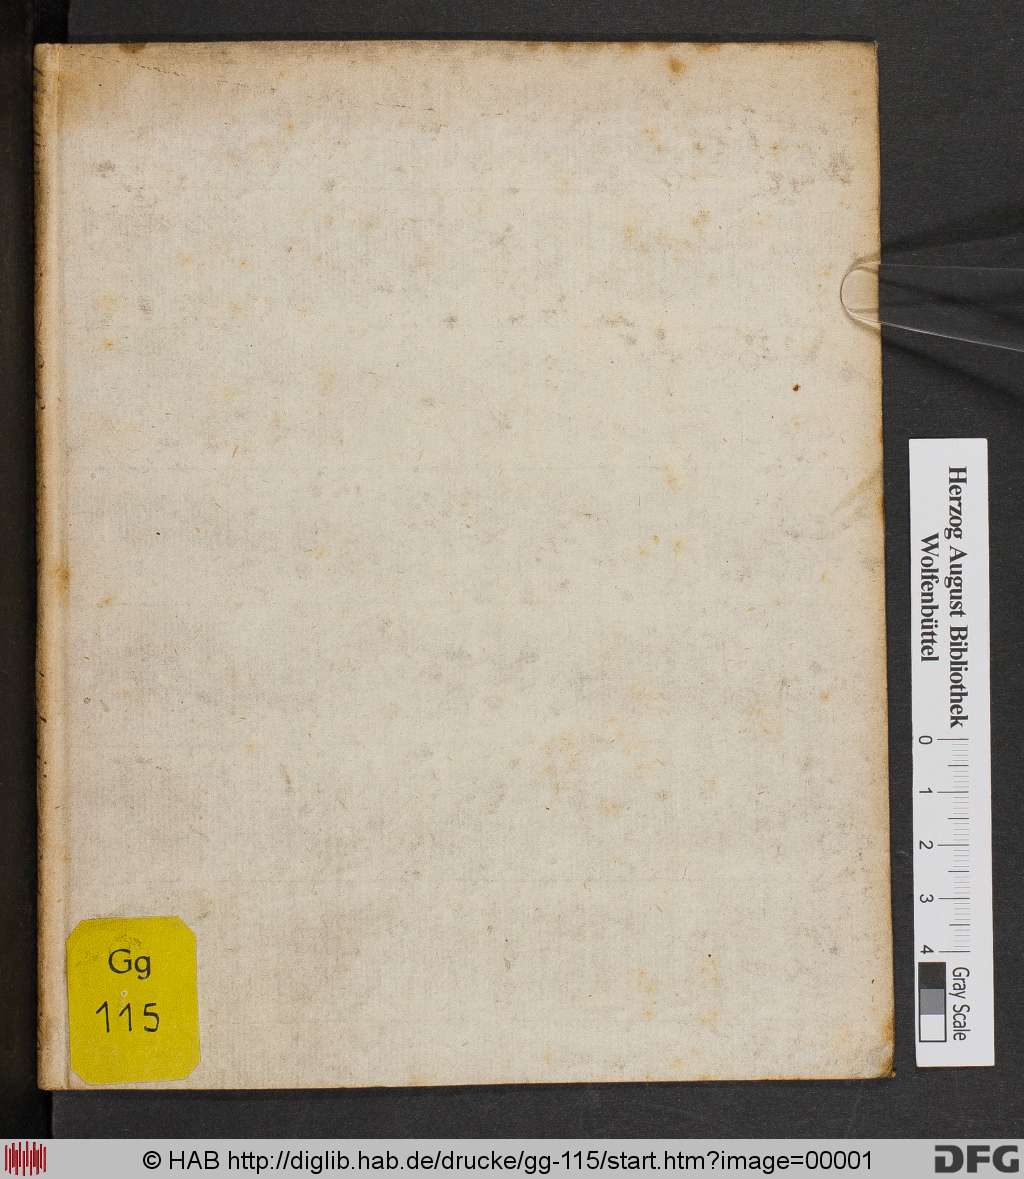 Gg
115
Herzog August Bibliothek
Wolfenbüttel
0 1 2 3 4
Gray Scale
© HAB http://diglib.hab.de/drucke/gg-115/start.htm?image=00001
DFG